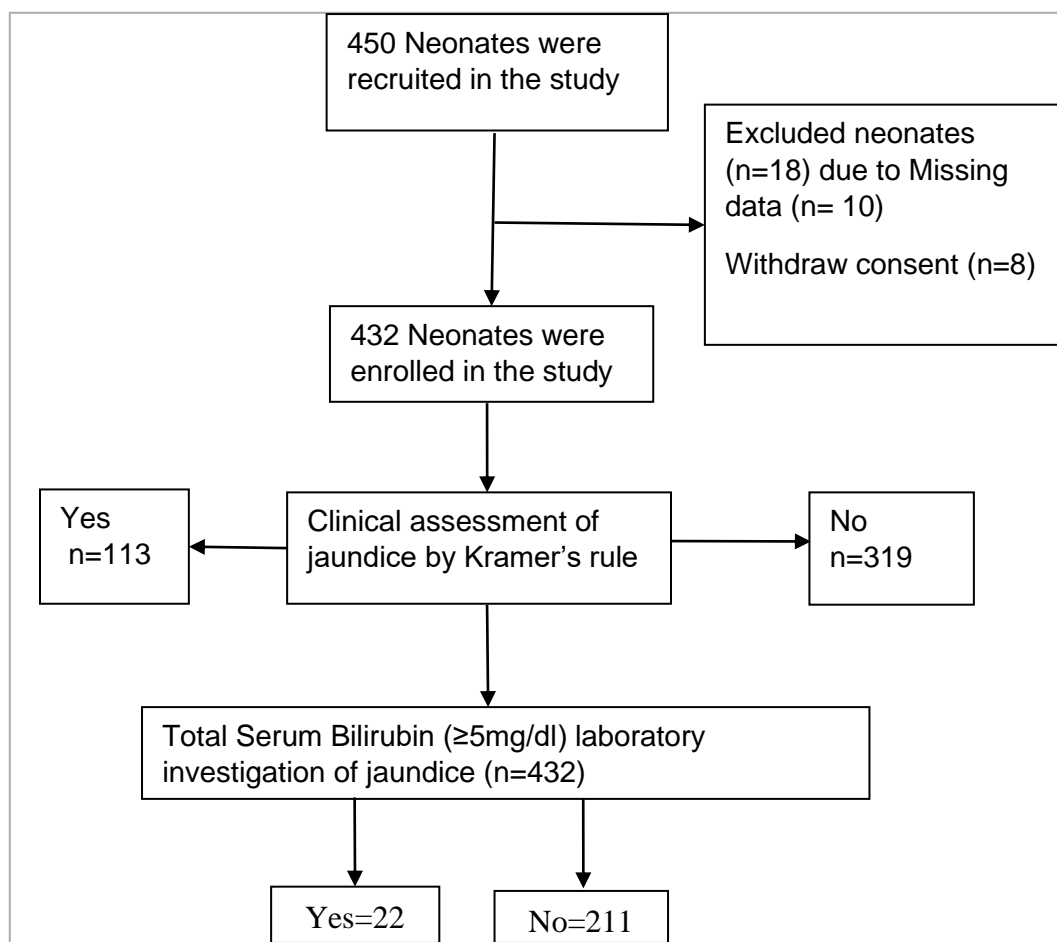 450 Neonates were
recruited in the study
Excluded neonates
(n=18) due to Missing
data (n= 10)
Withdraw consent (n=8)
432 Neonates were
enrolled in the study
Yes
n=113
Clinical assessment of
jaundice by Kramer’s rule
No
n=319
Total Serum Bilirubin (≥5mg/dl) laboratory
investigation of jaundice (n=432)
Yes=22
No=211